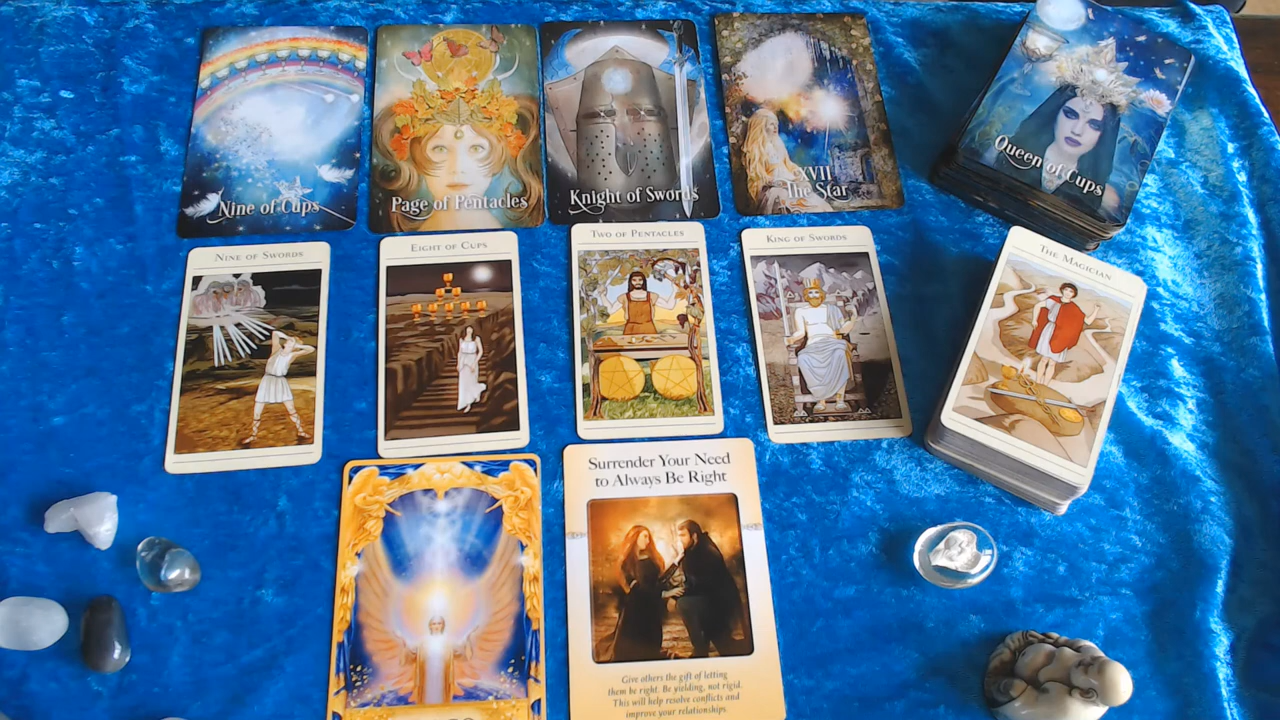 Nine of Cups
Page of Pentacles
Knight of Swords
XVII
The Star
Queen of Cups
NINE OF SWORDS
EIGHT OF CUPS
TWO OF PENTACLES
KING OF SWORDS
THE MAGICIAN
Surrender Your Need
to Always Be Right
Give others the gift of letting
them be right. Be yielding, not rigid.
This will help resolve conflicts and
improve your relationships.